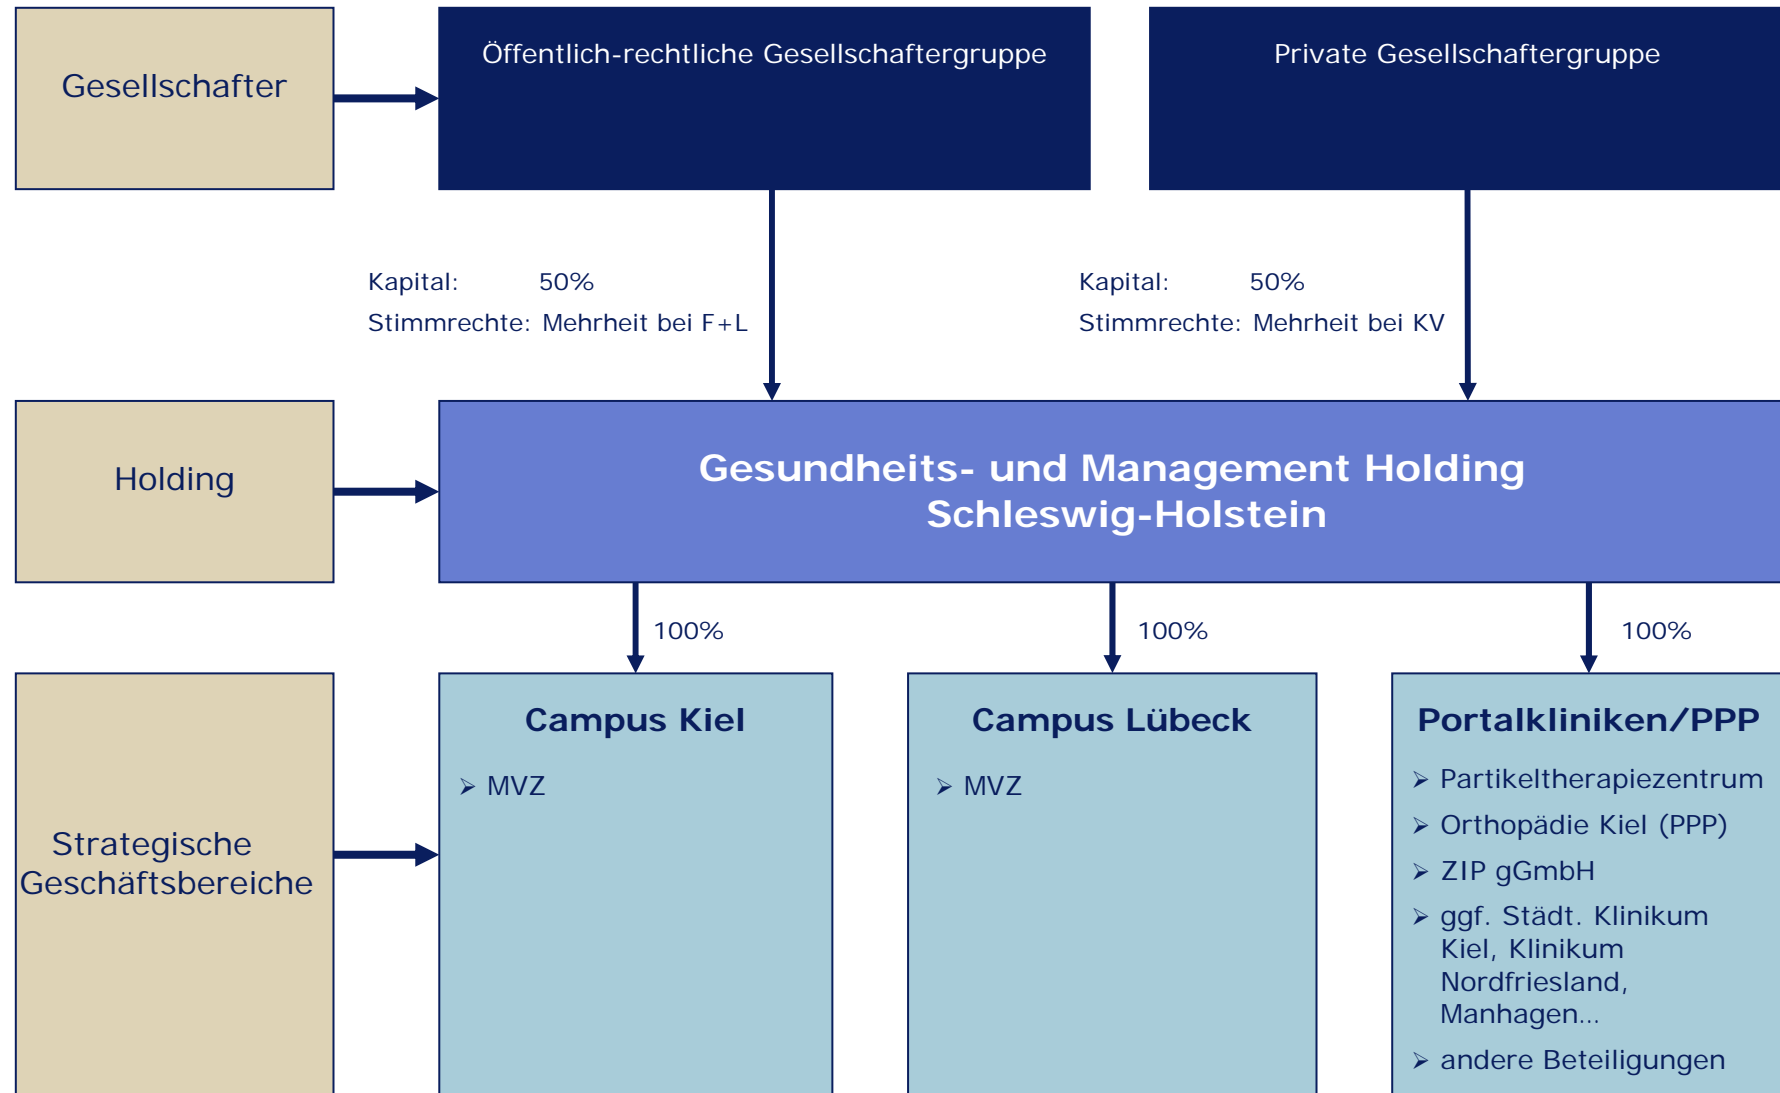 Gesellschafter
Öffentlich-rechtliche Gesellschaftergruppe
Private Gesellschaftergruppe
Kapital: 50%
Stimmrechte: Mehrheit bei F+L
Kapital: 50%
Stimmrechte: Mehrheit bei KV
Holding
Gesundheits- und Management Holding
Schleswig-Holstein
100%
100%
100%
Strategische
Geschäftsbereiche
Campus Kiel
➢ MVZ
Campus Lübeck
➢ MVZ
Portalkliniken/PPP
➢ Partikeltherapiezentrum
➢ Orthopädie Kiel (PPP)
➢ ZIP gGmbH
➢ ggf. Städt. Klinikum
Kiel, Klinikum
Nordfriesland,
Manhagen...
➢ andere Beteiligungen